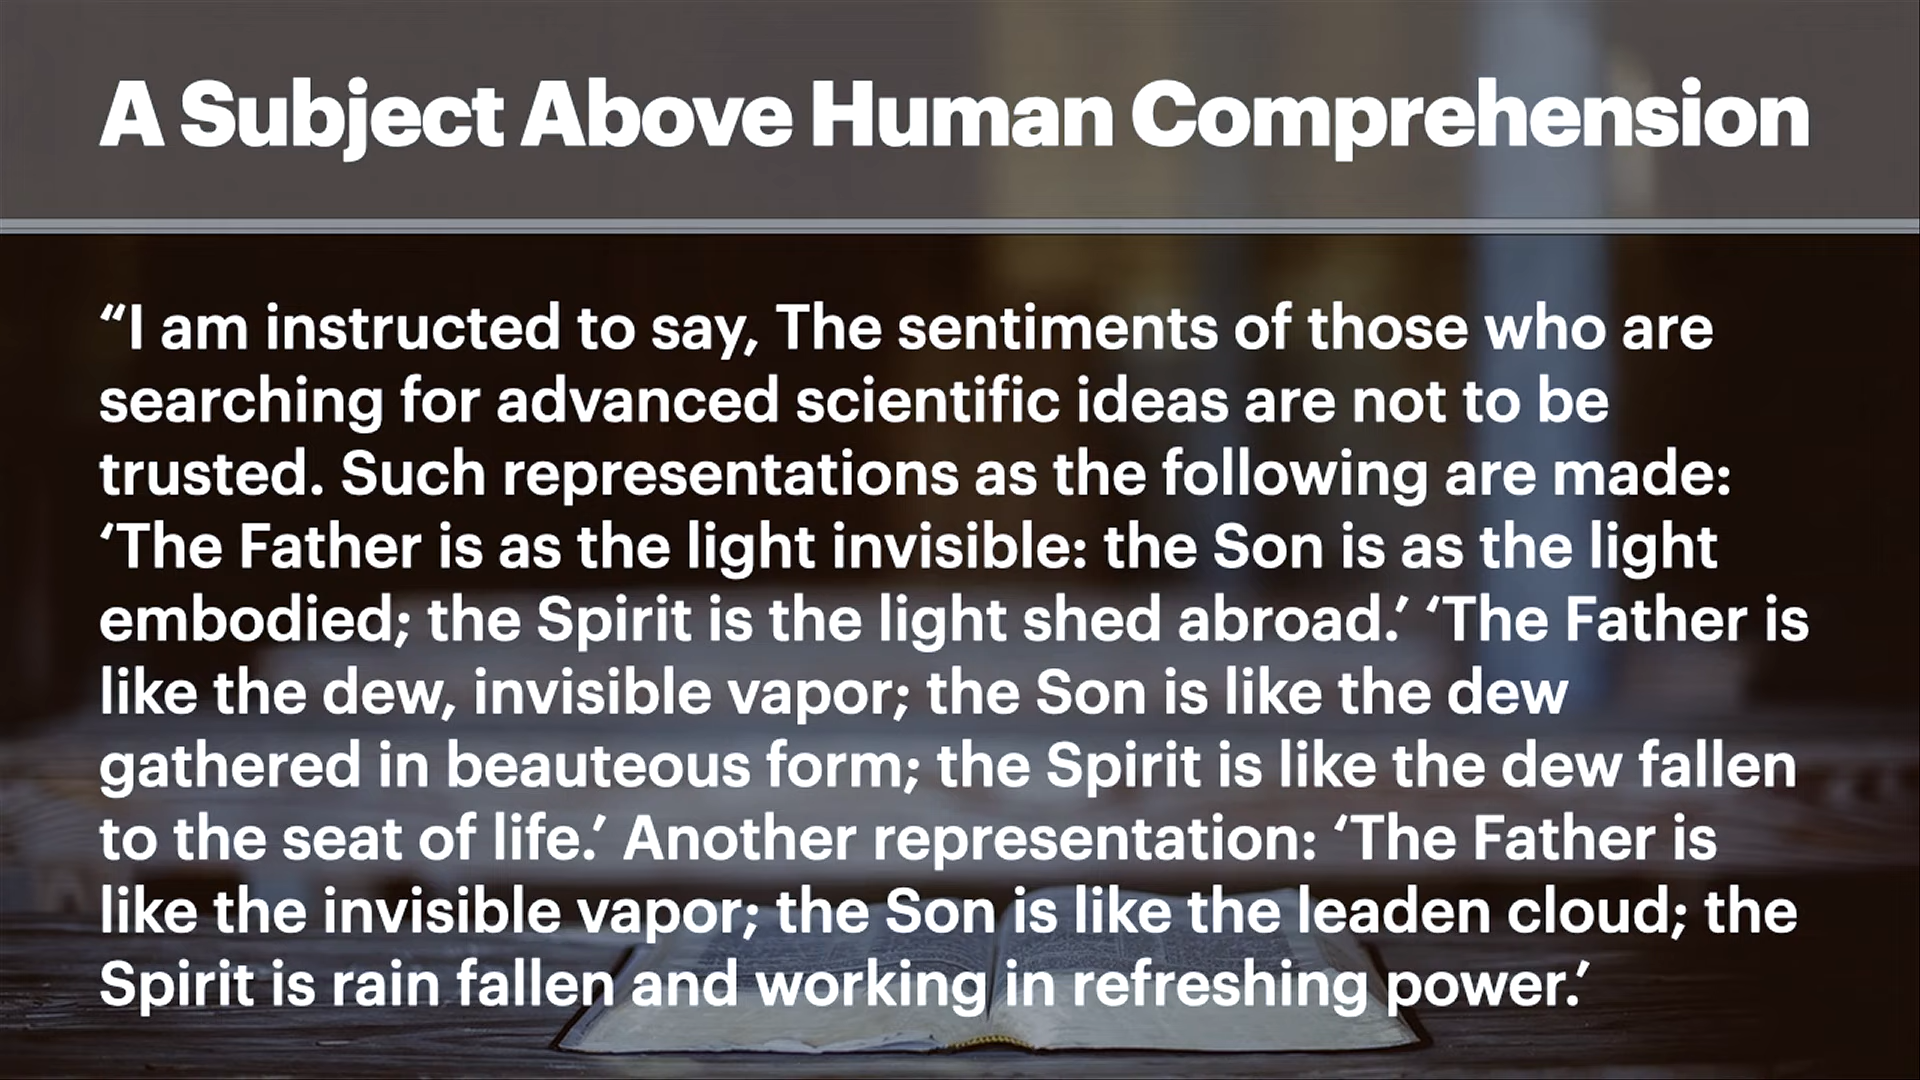 A Subject Above Human Comprehension
“I am instructed to say, The sentiments of those who are
searching for advanced scientific ideas are not to be
trusted. Such representations as the following are made:
‘The Father is as the light invisible: the Son is as the light
embodied; the Spirit is the light shed abroad.’ ‘The Father is
like the dew, invisible vapor; the Son is like the dew
gathered in beauteous form; the Spirit is like the dew fallen
to the seat of life.’ Another representation: ‘The Father is
like the invisible vapor; the Son is like the leaden cloud; the
Spirit is rain fallen and working in refreshing power.’